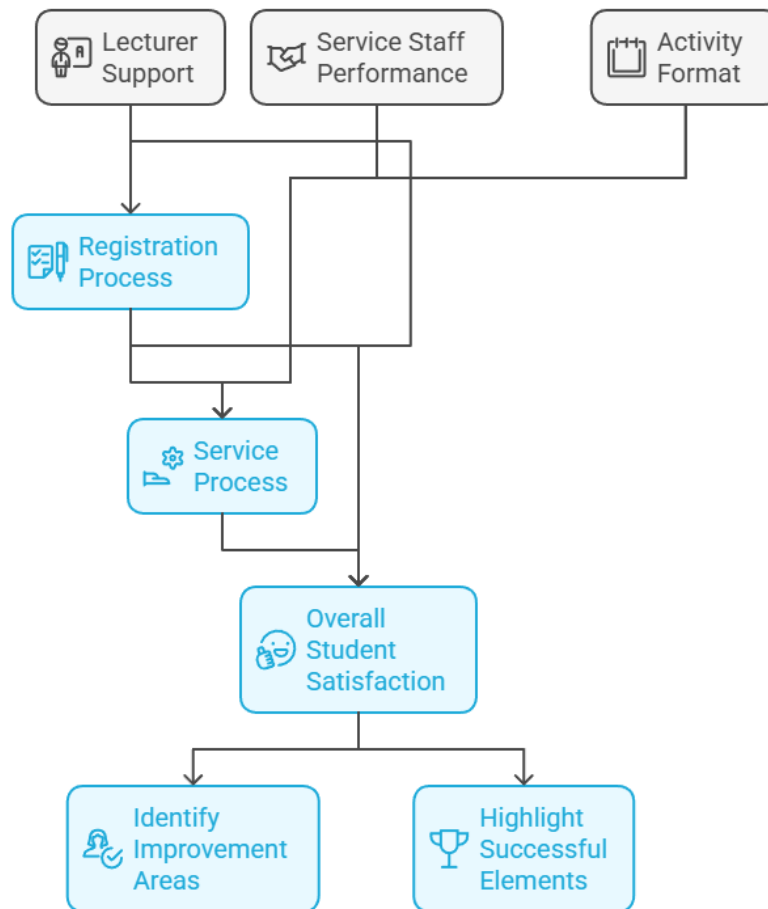 Lecturer
Support
Service Staff
Performance
Activity
Format
Registration
Process
Service
Process
Overall
Student
Satisfaction
Identify
Improvement
Areas
Highlight
Successful
Elements